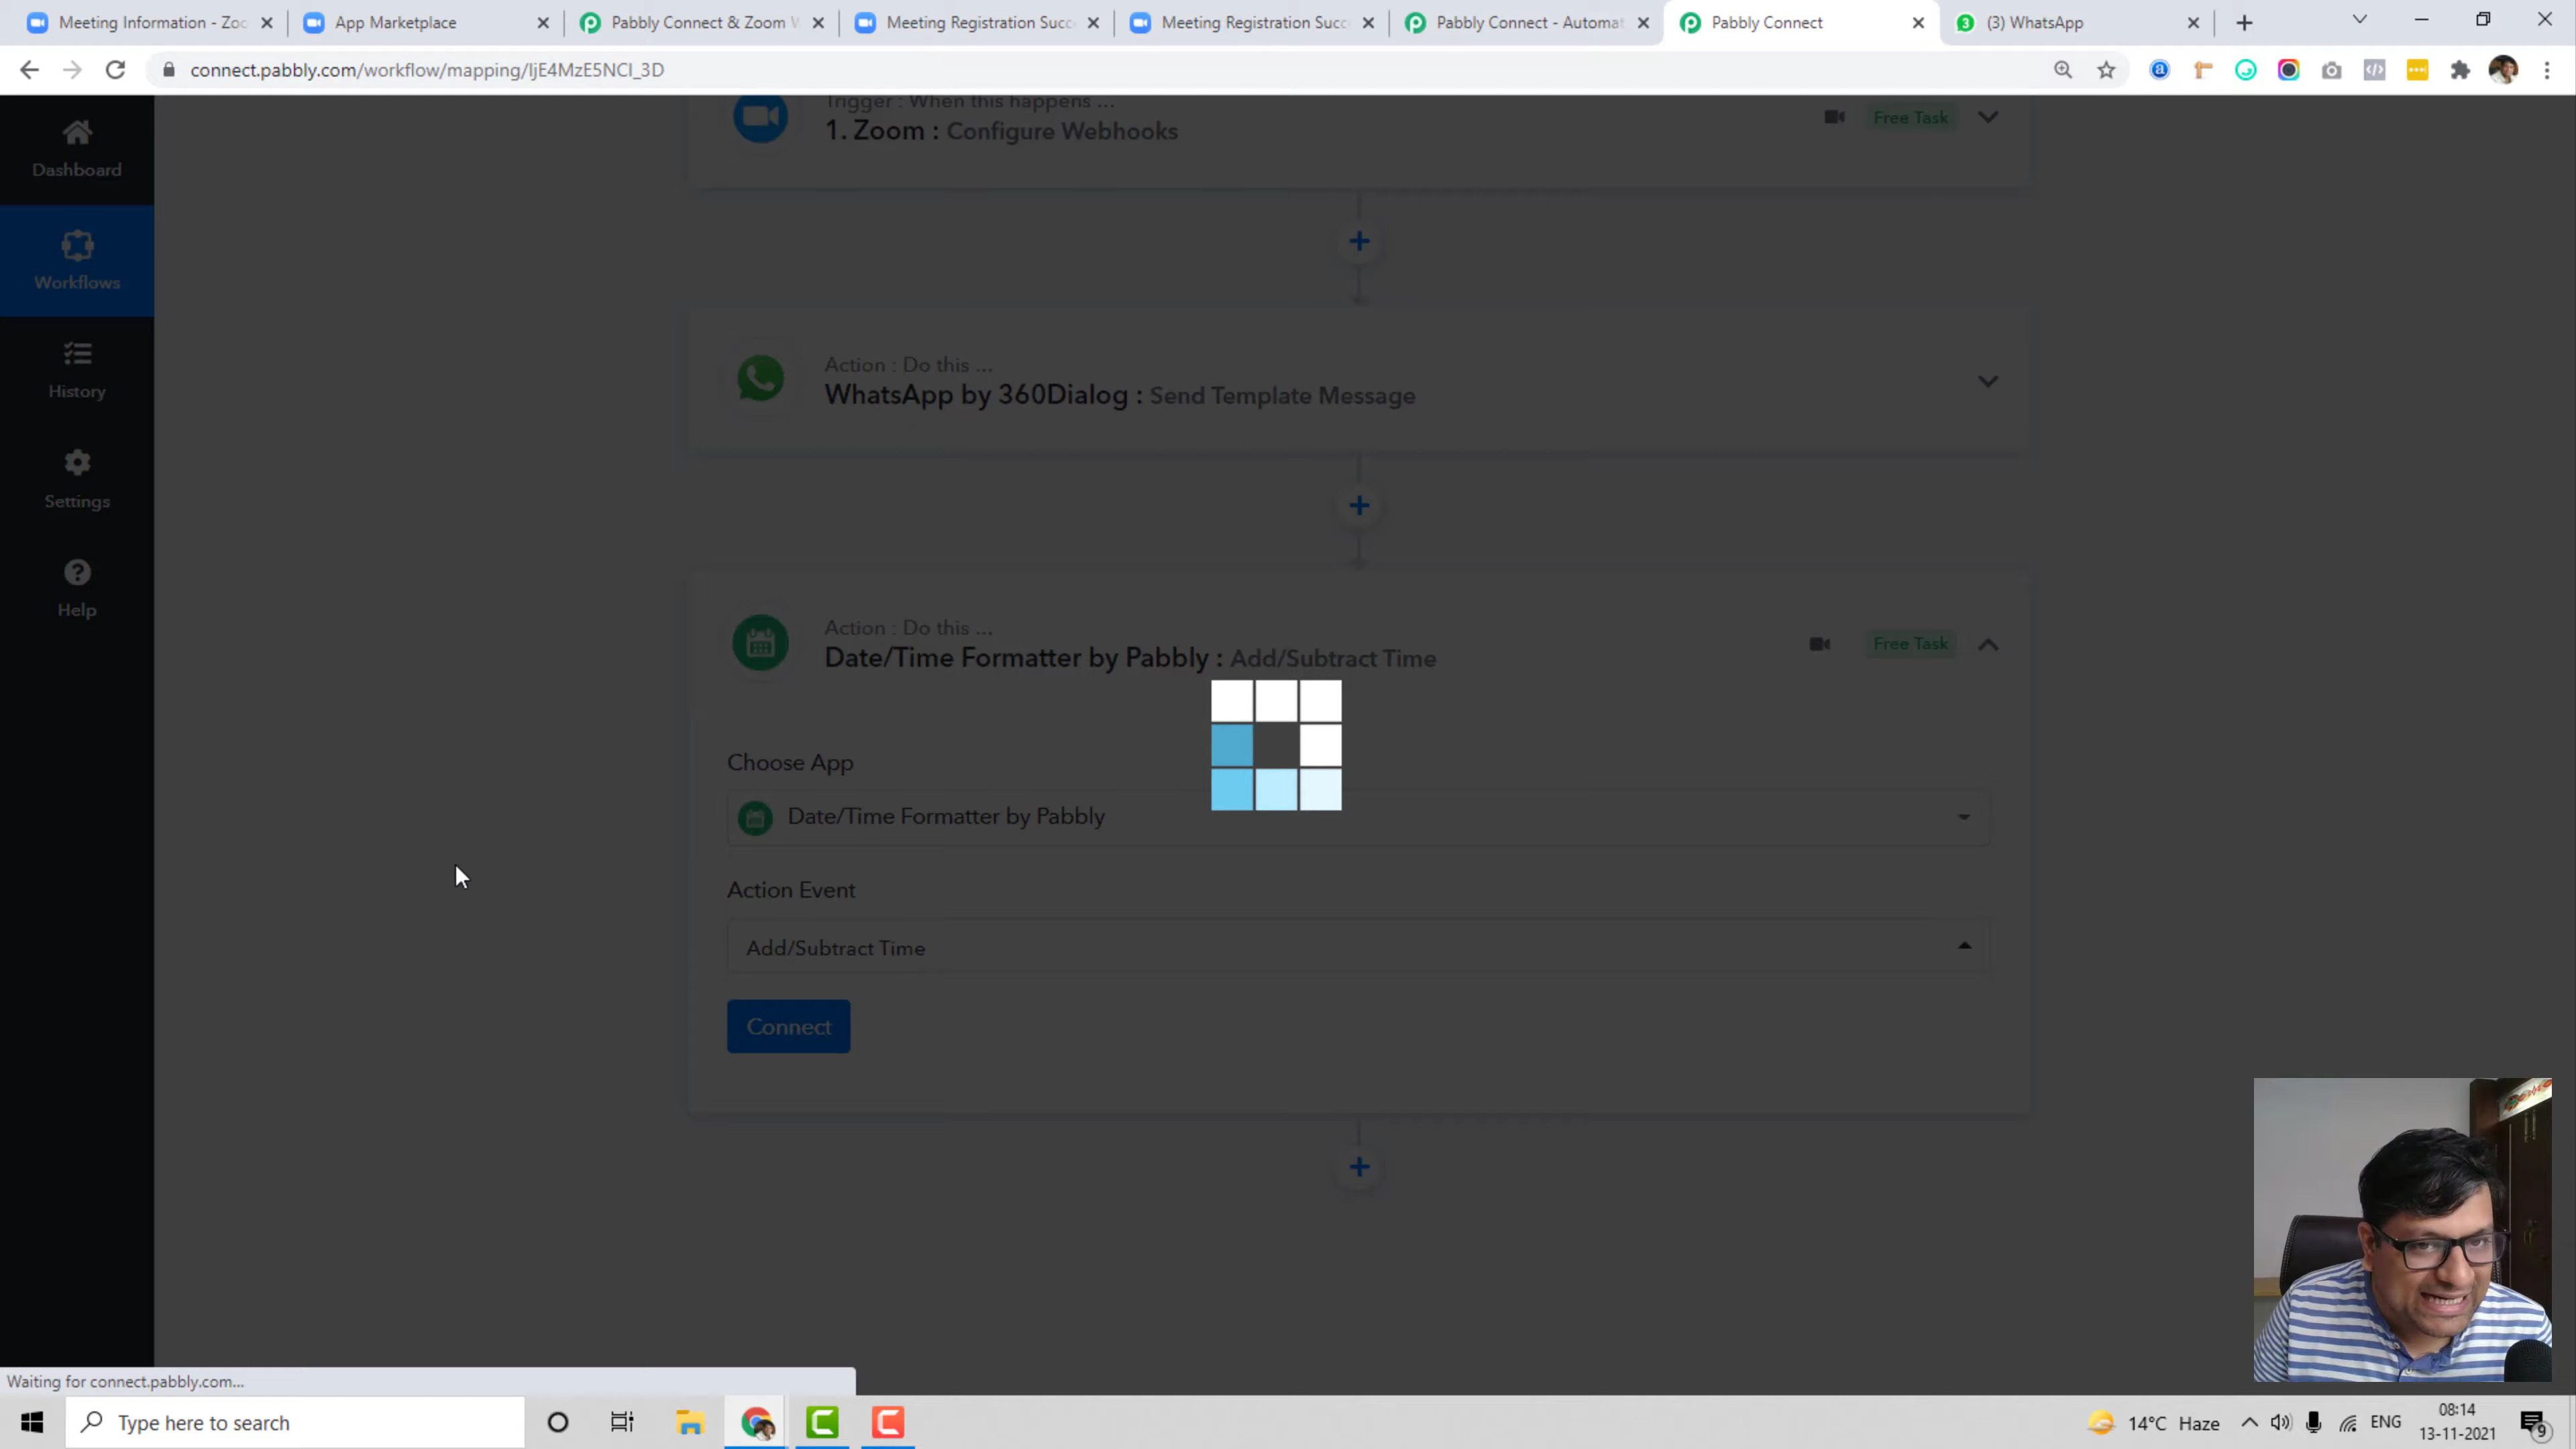 Meeting Information - Zoo
App Marketplace
Pabbly Connect & Zoom W
Meeting Registration Succ
Meeting Registration Succ
Pabbly Connect - Automat
Pabbly Connect
3
(3) WhatsApp
connect.pabbly.com/workflow/mapping/IjE4MzE5NCI_3D
Dashboard
Workflows
History
Settings
Help
Trigger : When this happens ...
1. Zoom : Configure Webhooks
Free Task
Action : Do this ...
WhatsApp by 360Dialog : Send Template Message
Action : Do this ...
Date/Time Formatter by Pabbly : Add/Subtract Time
Free Task
Choose App
Date/Time Formatter by Pabbly
Action Event
Add/Subtract Time
Connect
Waiting for connect.pabbly.com...
Type here to search
14°C Haze
ENG
08:14
13-11-2021
9